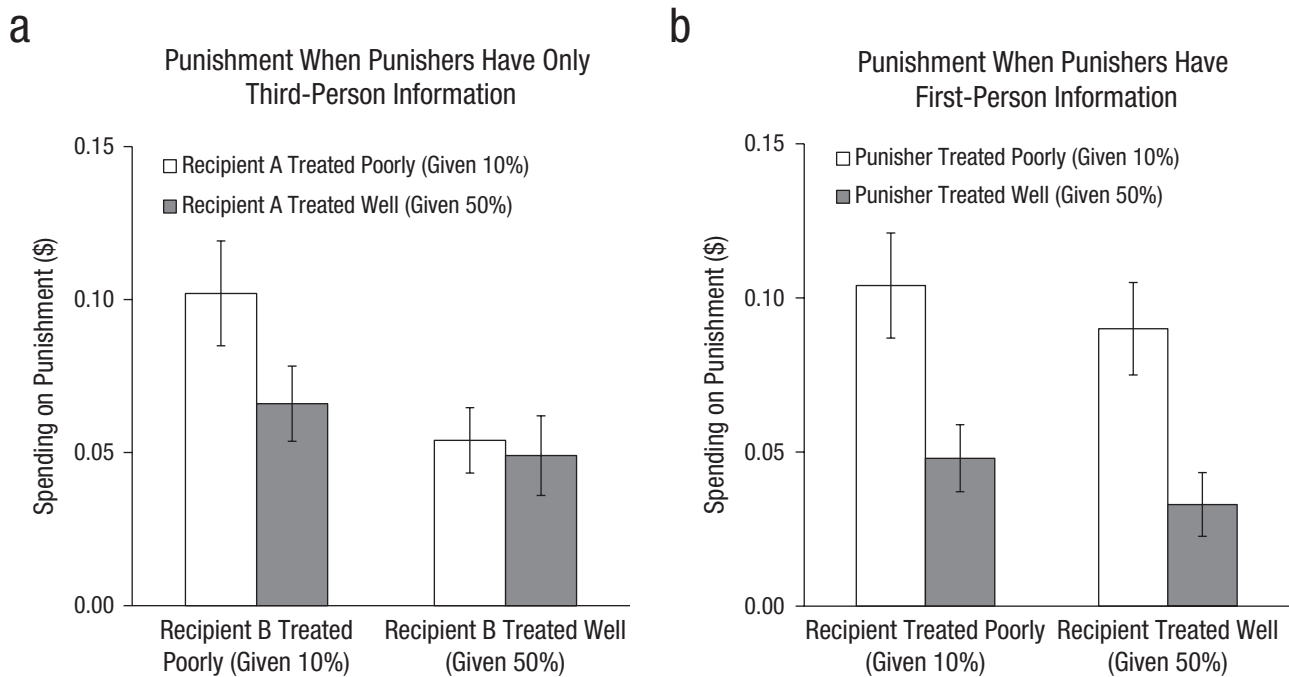 a
Punishment When Punishers Have Only
Third-Person Information
0.15
0.10
0.05
0.00
Spending on Punishment ($)
Recipient A Treated Poorly (Given 10%)
Recipient A Treated Well (Given 50%)
Recipient B Treated
Poorly (Given 10%)
Recipient B Treated Well
(Given 50%)
b
Punishment When Punishers Have
First-Person Information
0.15
0.10
0.05
0.00
Spending on Punishment ($)
Punisher Treated Poorly (Given 10%)
Punisher Treated Well (Given 50%)
Recipient Treated Poorly
(Given 10%)
Recipient Treated Well
(Given 50%)